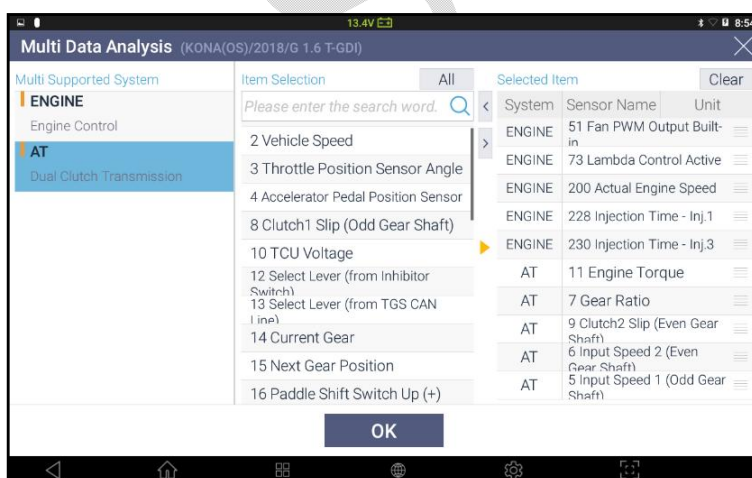 13.4V
8:54
Multi Data Analysis (KONA(OS)/2018/G 1.6 T-GDI)
Multi Supported System
ENGINE
Engine Control
AT
Dual Clutch Transmission
Item Selection
All
Please enter the search word.
2 Vehicle Speed
3 Throttle Position Sensor Angle
4 Accelerator Pedal Position Sensor
8 Clutch1 Slip (Odd Gear Shaft)
10 TCU Voltage
12 Select Lever (from Inhibitor
Switch)
13 Select Lever (from TGS CAN
Line)
14 Current Gear
15 Next Gear Position
16 Paddle Shift Switch Up (+)
Selected Item
Clear
System Sensor Name Unit
ENGINE 51 Fan PWM Output Built-
in
ENGINE 73 Lambda Control Active
ENGINE 200 Actual Engine Speed
ENGINE 228 Injection Time - Inj.1
ENGINE 230 Injection Time - Inj.3
AT 11 Engine Torque
AT 7 Gear Ratio
AT 9 Clutch2 Slip (Even Gear
Shaft)
AT 6 Input Speed 2 (Even
Gear Shaft)
AT 5 Input Speed 1 (Odd Gear
Shaft)
OK